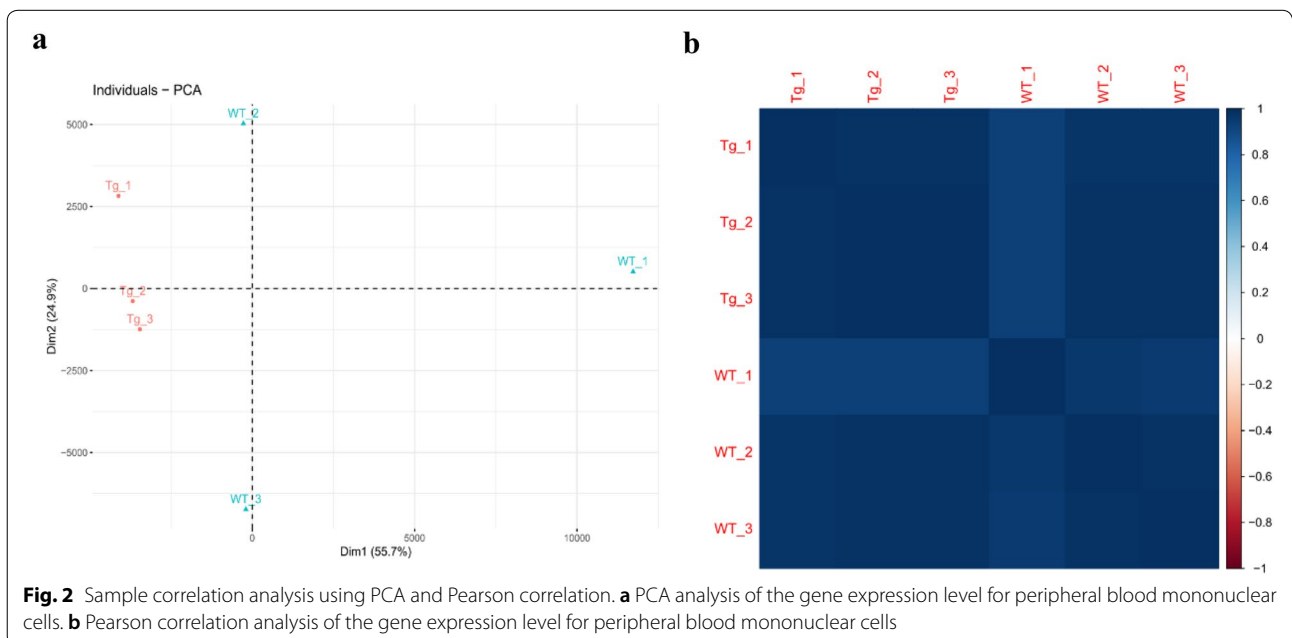 a
Individuals − PCA
5000
2500
0
−2500
−5000
Dim2 (24.9%)
WT_2
Tg_1
WT_1
Tg_2
Tg_3
WT_3
0
5000
10000
Dim1 (55.7%)
b
Tg_1
Tg_2
Tg_3
WT_1
WT_2
WT_3
Tg_1
Tg_2
Tg_3
WT_1
WT_2
WT_3
1
0.8
0.6
0.4
0.2
0
−0.2
−0.4
−0.6
−0.8
−1
Fig. 2 Sample correlation analysis using PCA and Pearson correlation. a PCA analysis of the gene expression level for peripheral blood mononuclear
cells. b Pearson correlation analysis of the gene expression level for peripheral blood mononuclear cells